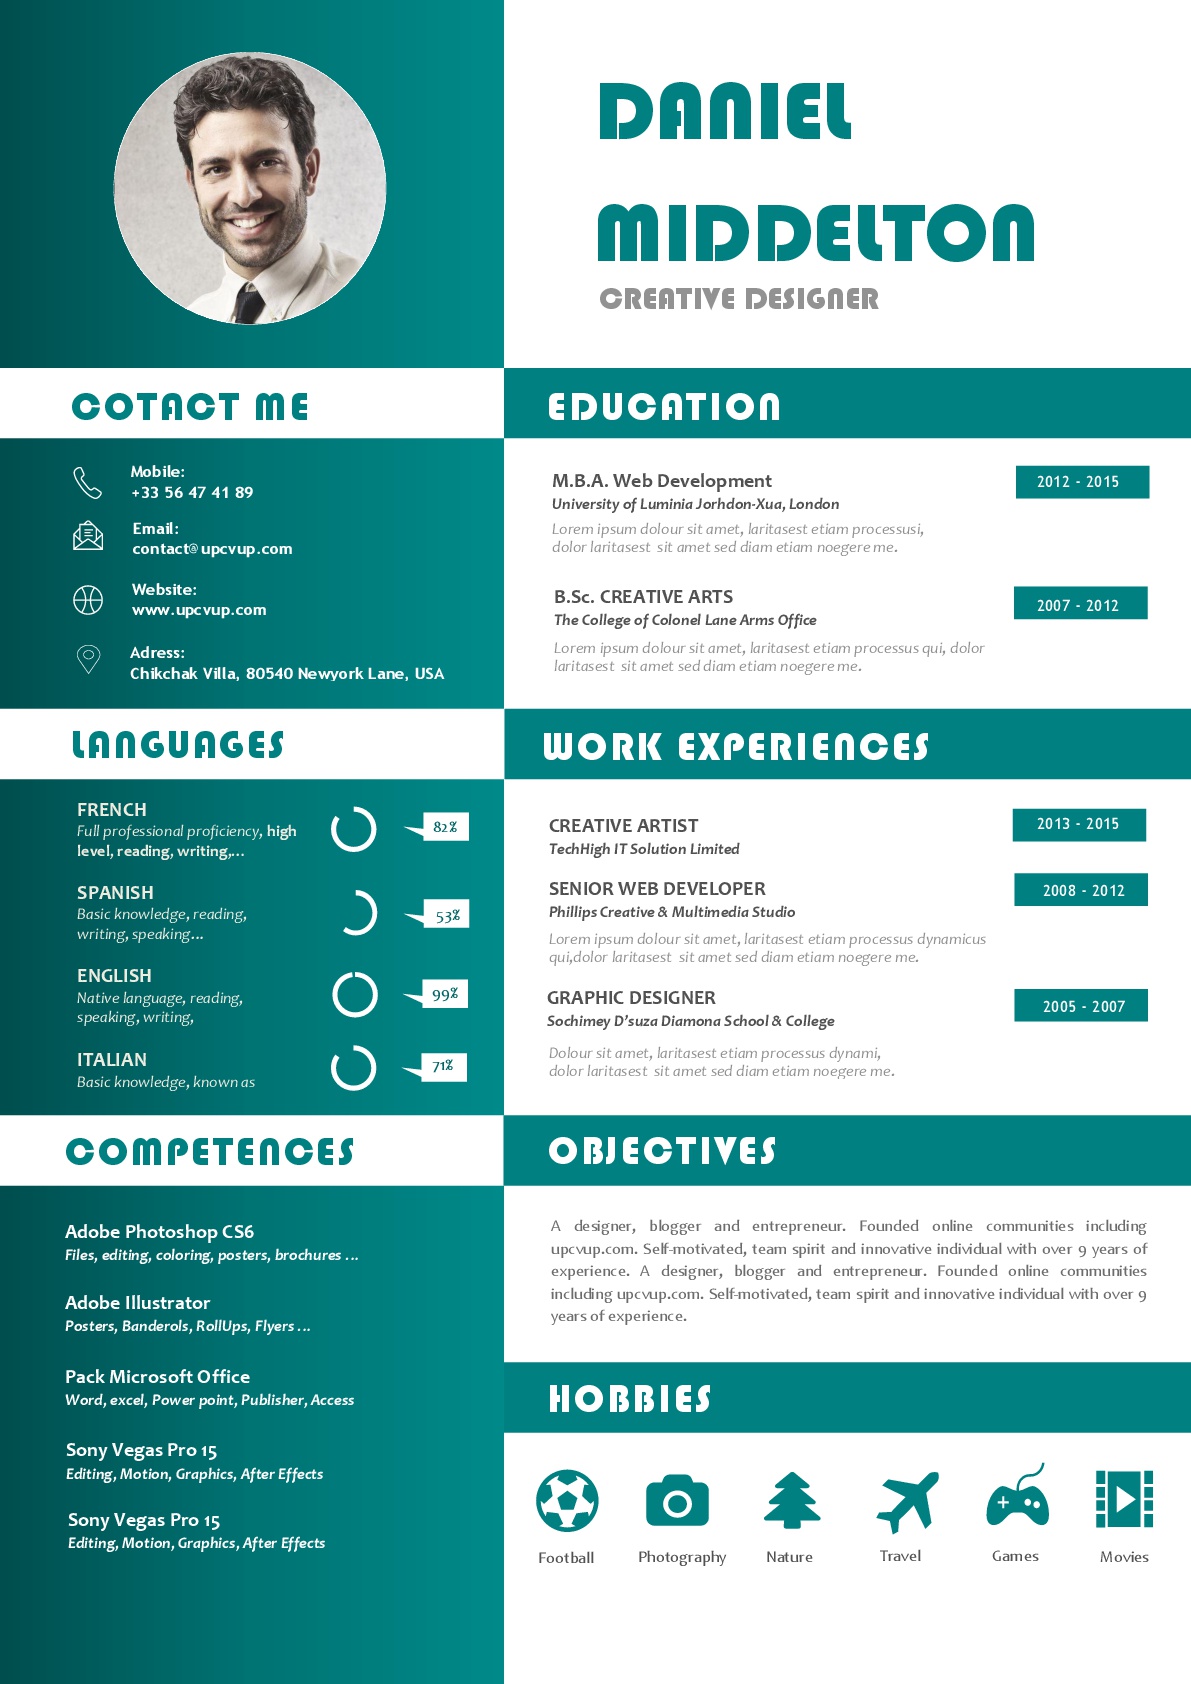 DANIEL
MIDDELTON
CREATIVE DESIGNER
COTACT ME
Mobile:
+33 56 47 41 89
Email:
contact@upcvup.com
Website:
www.upcvup.com
Adress:
Chikchak Villa, 80540 Newyork Lane, USA
LANGUAGES
FRENCH
Full professional proficiency, high
level, reading, writing,...
82%
SPANISH
Basic knowledge, reading,
writing, speaking...
53%
ENGLISH
Native language, reading,
speaking, writing,
99%
ITALIAN
Basic knowledge, known as
71%
COMPETENCES
Adobe Photoshop CS6
Files, editing, coloring, posters, brochures ...
Adobe Illustrator
Posters, Banderols, RollUps, Flyers ...
Pack Microsoft Office
Word, excel, Power point, Publisher, Access
Sony Vegas Pro 15
Editing, Motion, Graphics, After Effects
Sony Vegas Pro 15
Editing, Motion, Graphics, After Effects
EDUCATION
M.B.A. Web Development
2012 - 2015
University of Luminia Jorhdon-Xua, London
Lorem ipsum dolour sit amet, laritasest etiam processusi,
dolor laritasest sit amet sed diam etiam noegere me.
B.Sc. CREATIVE ARTS
2007 - 2012
The College of Colonel Lane Arms Office
Lorem ipsum dolour sit amet, laritasest etiam processus qui, dolor
laritasest sit amet sed diam etiam noegere me.
WORK EXPERIENCES
CREATIVE ARTIST
2013 - 2015
TechHigh IT Solution Limited
SENIOR WEB DEVELOPER
2008 - 2012
Phillips Creative & Multimedia Studio
Lorem ipsum dolour sit amet, laritasest etiam processus dynamicus
qui,dolor laritasest sit amet sed diam etiam noegere me.
GRAPHIC DESIGNER
2005 - 2007
Sochimey D'suza Diamona School & College
Dolour sit amet, laritasest etiam processus dynami,
dolor laritasest sit amet sed diam etiam noegere me.
OBJECTIVES
A designer, blogger and entrepreneur. Founded online communities including
upcvup.com. Self-motivated, team spirit and innovative individual with over 9 years of
experience. A designer, blogger and entrepreneur. Founded online communities
including upcvup.com. Self-motivated, team spirit and innovative individual with over 9
years of experience.
HOBBIES
Football
Photography
Nature
Travel
Games
Movies